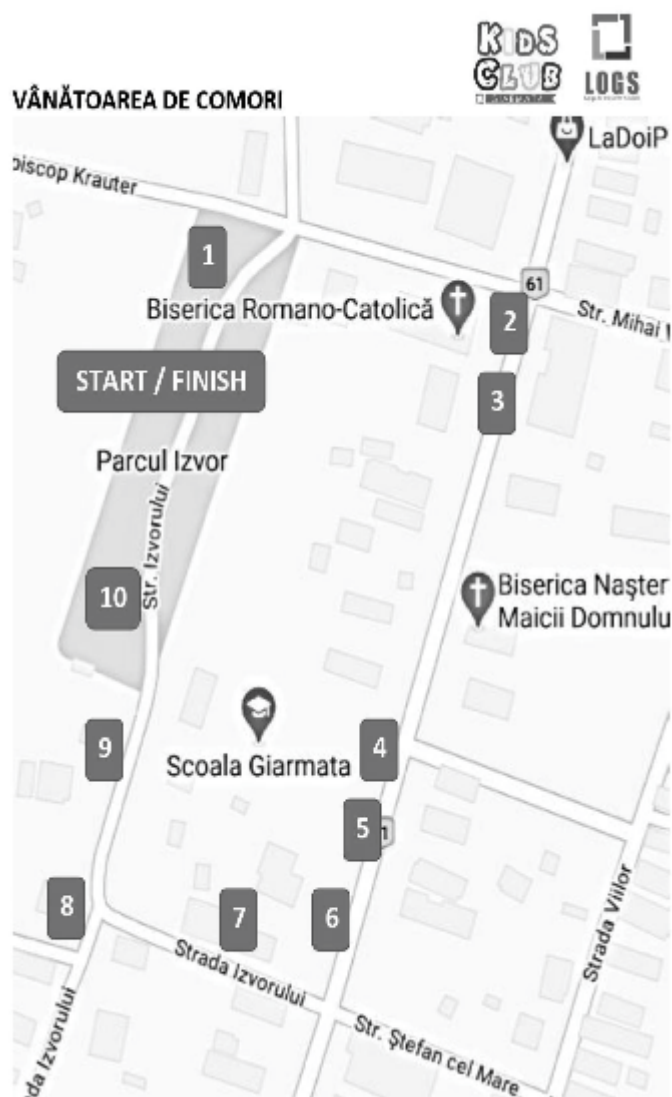 KIDS
CLUB
LOGS
VÂNĂTOAREA DE COMORI
LaDoiP
piscop Krauter
1
61
Biserica Romano-Catolică
2
Str. Mihai V
START / FINISH
3
Parcul Izvor
Str. Izvorului
10
Biserica Naşter
Maicii Domnulu
9
4
Scoala Giarmata
5
1
8
7
6
Strada Viilor
Strada Izvorului
Str. Ştefan cel Mare
da Izvorului